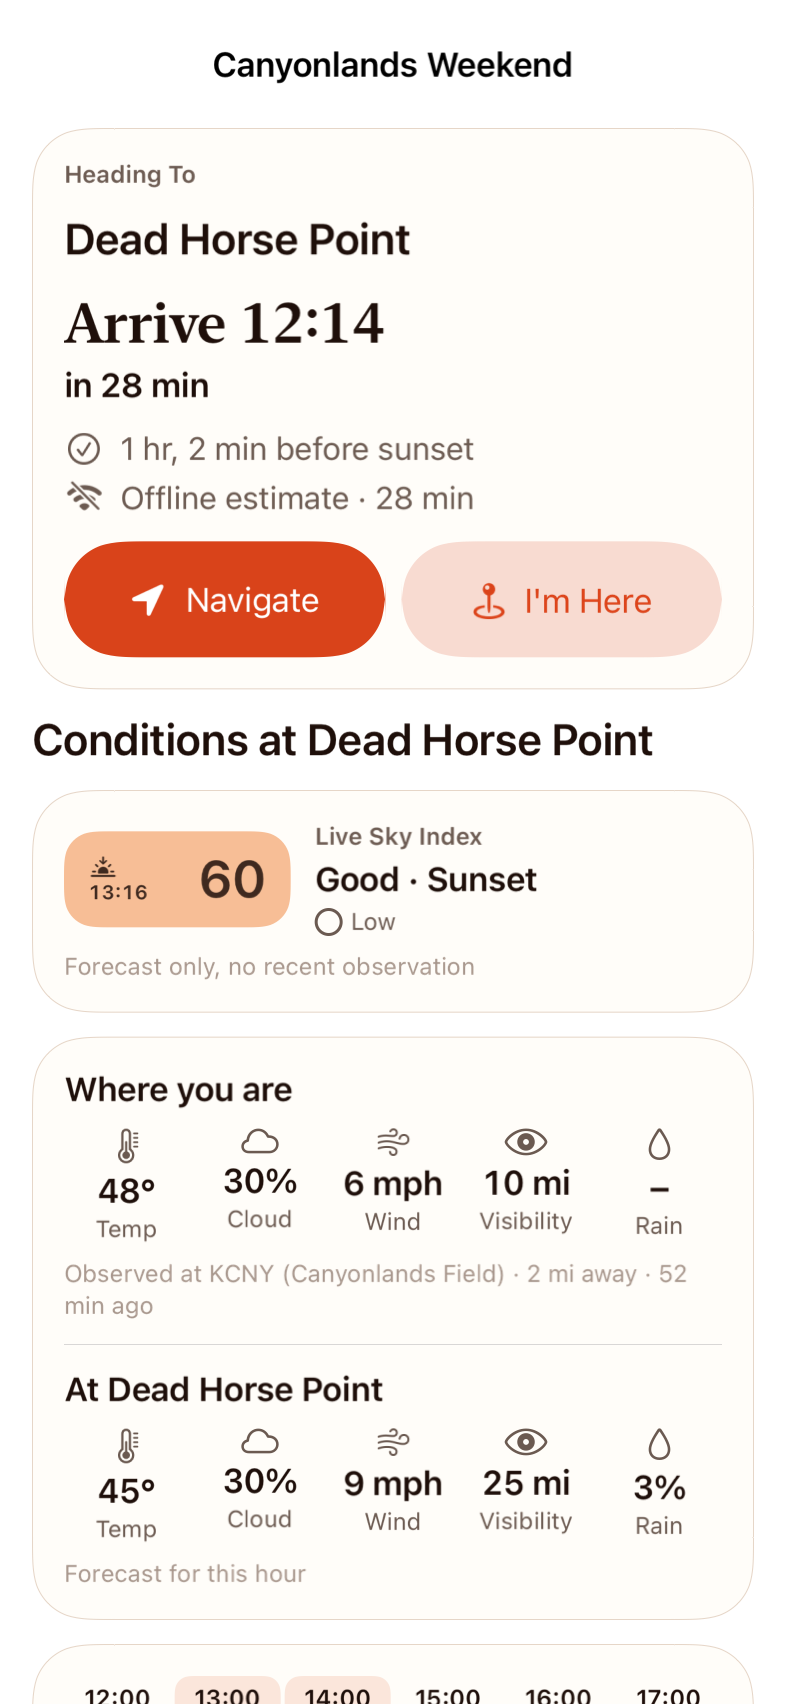 Canyonlands Weekend
Heading To
Dead Horse Point
Arrive 12:14
in 28 min
1 hr, 2 min before sunset
Offline estimate · 28 min
Navigate
I'm Here
Conditions at Dead Horse Point
13:16
60
Live Sky Index
Good · Sunset
Low
Forecast only, no recent observation
Where you are
48° 30% 6 mph 10 mi –
Temp Cloud Wind Visibility Rain
Observed at KCNY (Canyonlands Field) · 2 mi away · 52
min ago
At Dead Horse Point
45° 30% 9 mph 25 mi 3%
Temp Cloud Wind Visibility Rain
Forecast for this hour
12:00 13:00 14:00 15:00 16:00 17:00